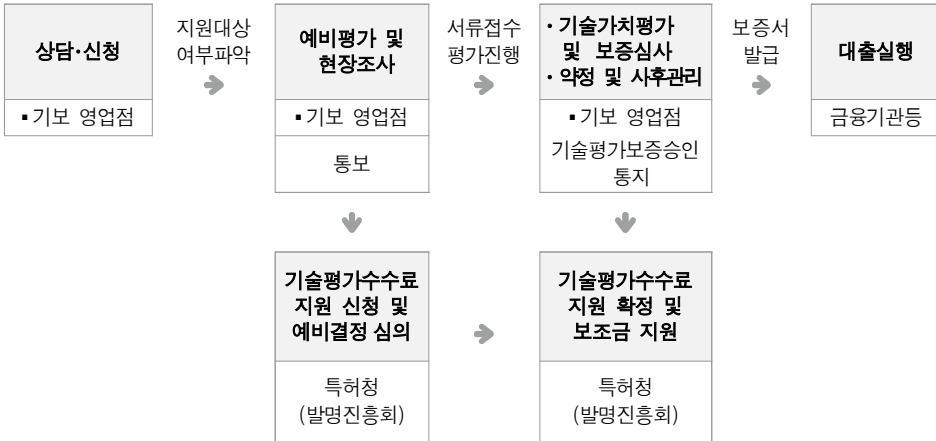 상담·신청
▪기보 영업점
지원대상
여부파악
예비평가 및
현장조사
▪기보 영업점
통보
서류접수
평가진행
·기술가치평가
및 보증심사
·약정 및 사후관리
▪기보 영업점
기술평가보증승인
통지
보증서
발급
대출실행
금융기관등
기술평가수수료
지원 신청 및
예비결정 심의
특허청
(발명진흥회)
기술평가수수료
지원 확정 및
보조금 지원
특허청
(발명진흥회)